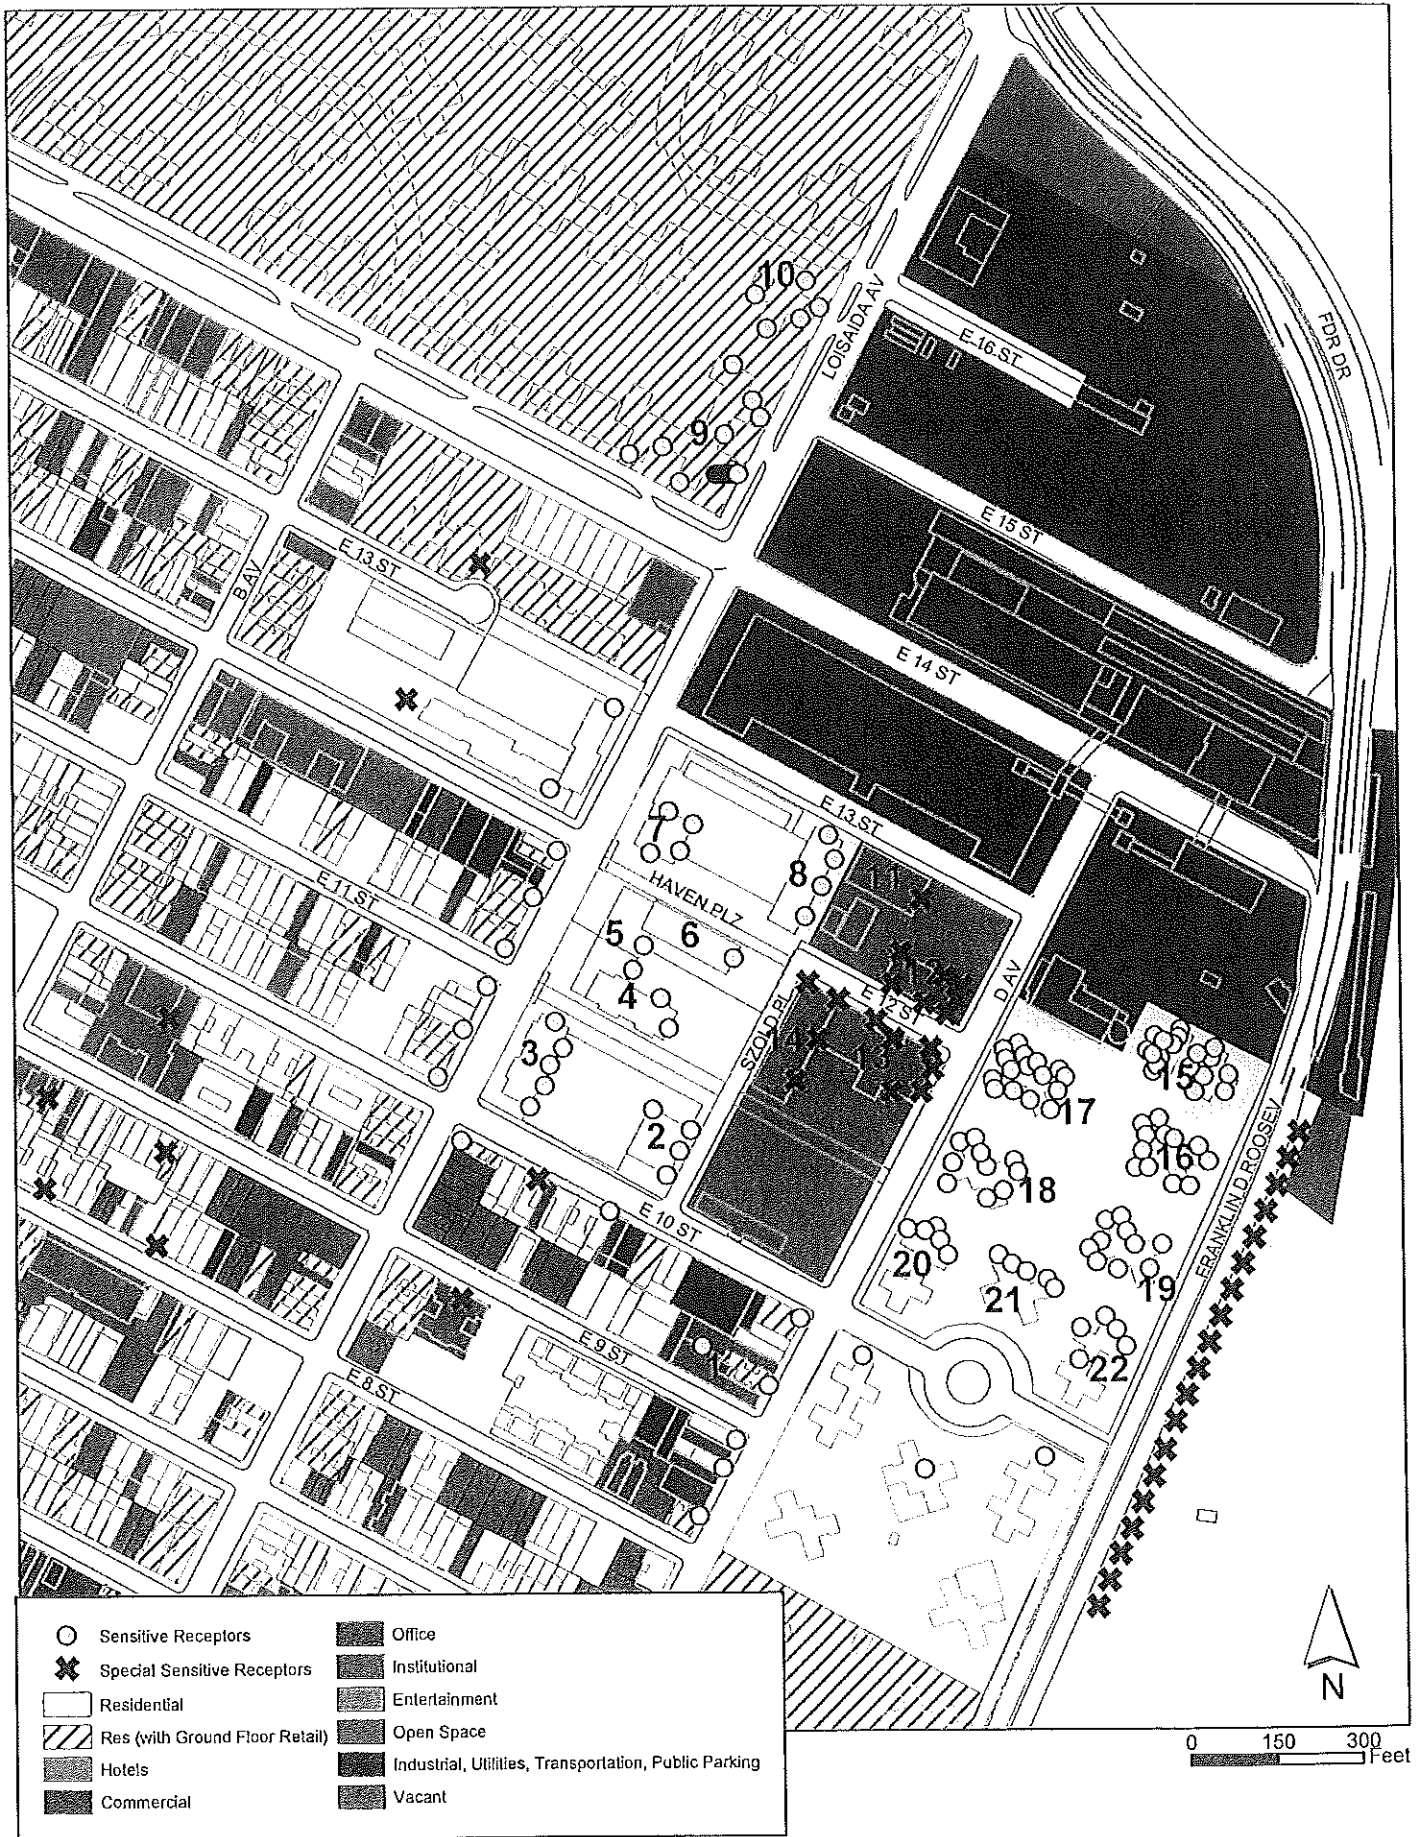 10
LOISAIDA AV
FDR DR
E 16 ST
9
E 15 ST
E 13 ST
B AV
E 14 ST
E 13 ST
7
8
11
E 11 ST
HAVEN PLZ
5
6
12
E 12 ST
D AV
4
SZOLD PL
14
13
3
15
17
2
16
18
E 10 ST
FRANKLIN D ROOSEV
20
19
21
E 9 ST
1
22
E 8 ST
Sensitive Receptors
Special Sensitive Receptors
Residential
Res (with Ground Floor Retail)
Hotels
Commercial
Office
Institutional
Entertainment
Open Space
Industrial, Utilities, Transportation, Public Parking
Vacant
N
0 150 300
Feet